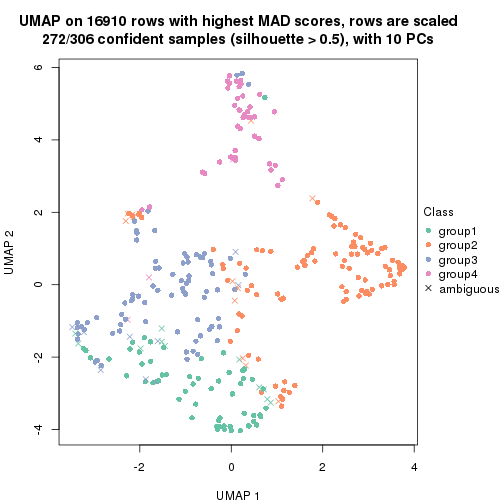 UMAP on 16910 rows with highest MAD scores, rows are scaled
272/306 confident samples (silhouette > 0.5), with 10 PCs
6
4
2
0
-2
-4
UMAP 2
-2
0
2
4
UMAP 1
Class
group1
group2
group3
group4
ambiguous